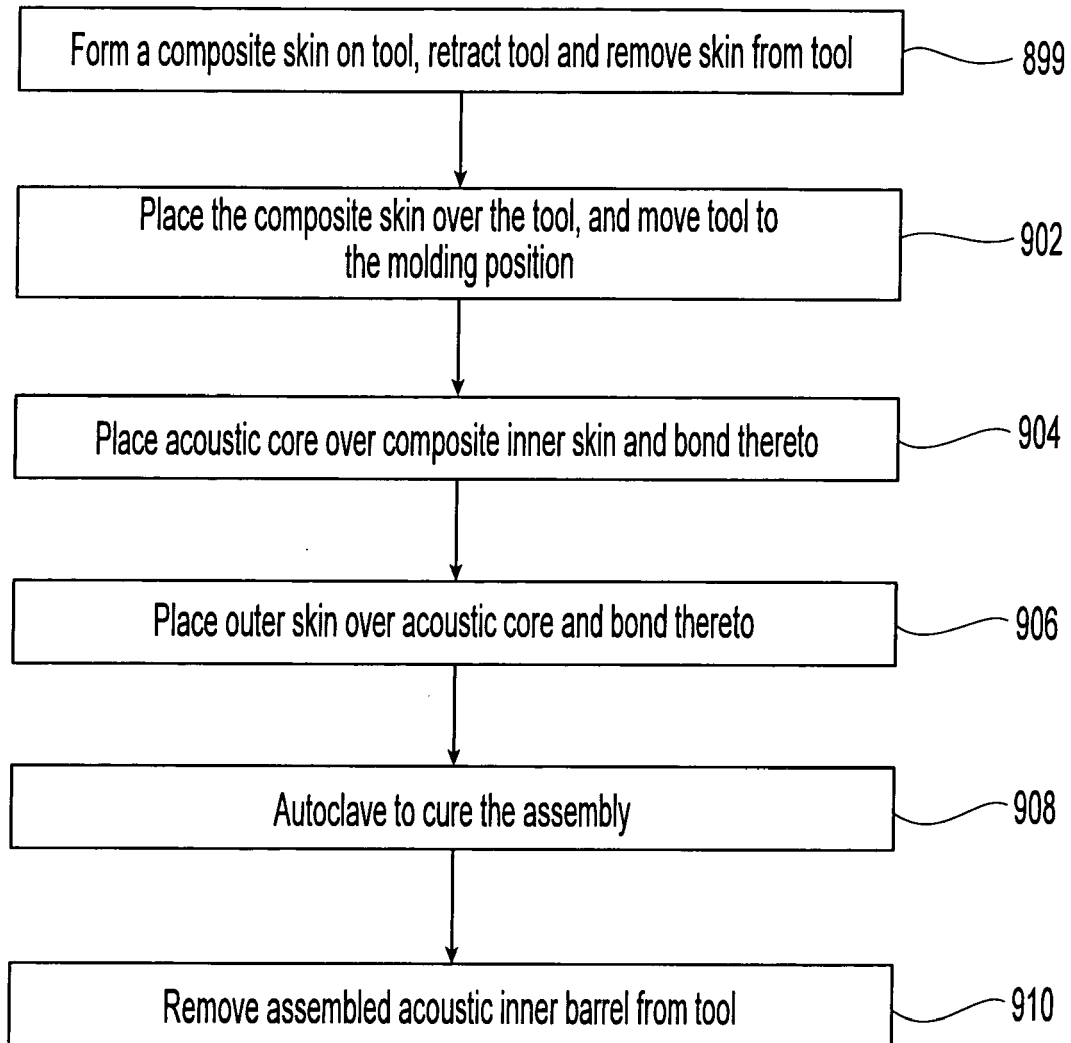 Form a composite skin on tool, retract tool and remove skin from tool
899
Place the composite skin over the tool, and move tool to
the molding position
902
Place acoustic core over composite inner skin and bond thereto
904
Place outer skin over acoustic core and bond thereto
906
Autoclave to cure the assembly
908
Remove assembled acoustic inner barrel from tool
910